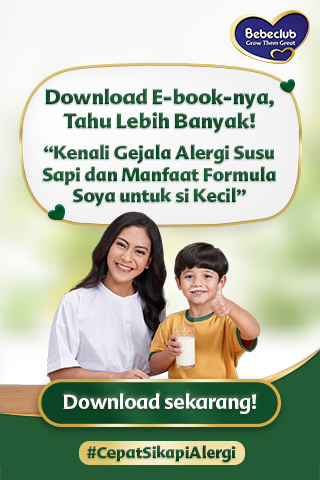 Bebeclub
Grow Them Great
Download E-book-nya,
Tahu Lebih Banyak!
“Kenali Gejala Alergi Susu
Sapi dan Manfaat Formula
Soya untuk si Kecil”
Download sekarang!
#CepatSikapiAlergi